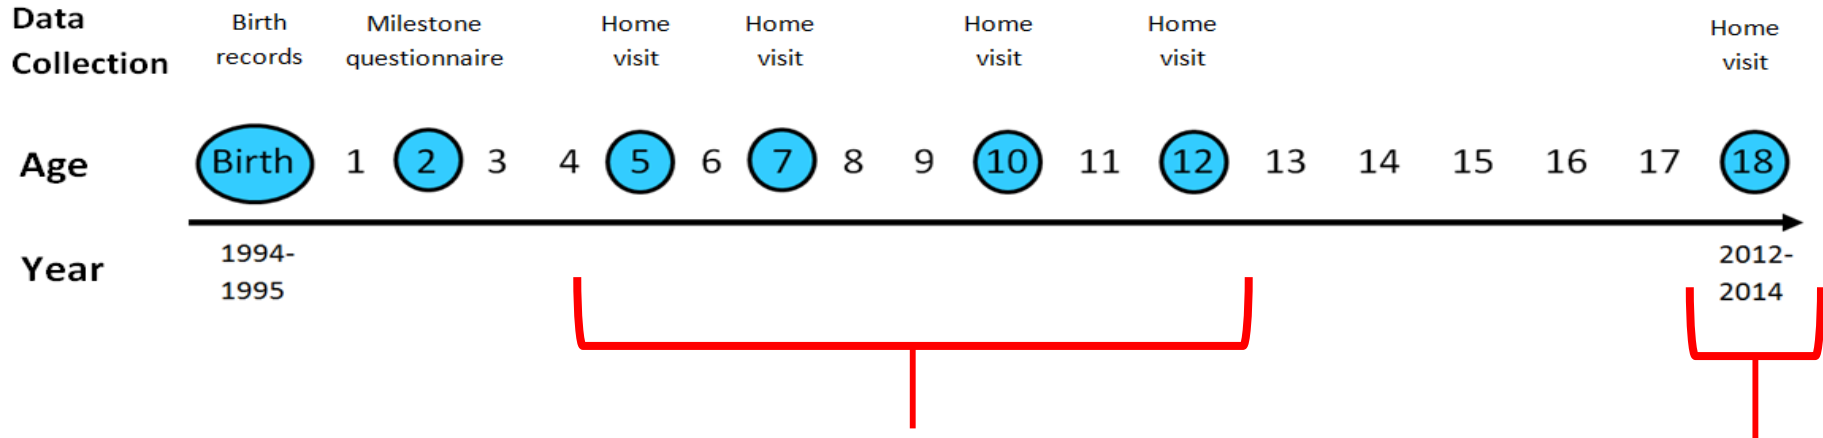 Data Collection
Birth records
Milestone questionnaire
Home visit
Home visit
Home visit
Home visit
Home visit
Age Birth 1 2 3 4 5 6 7 8 9 10 11 12 13 14 15 16 17 18
Year
1994-
1995
2012-
2014